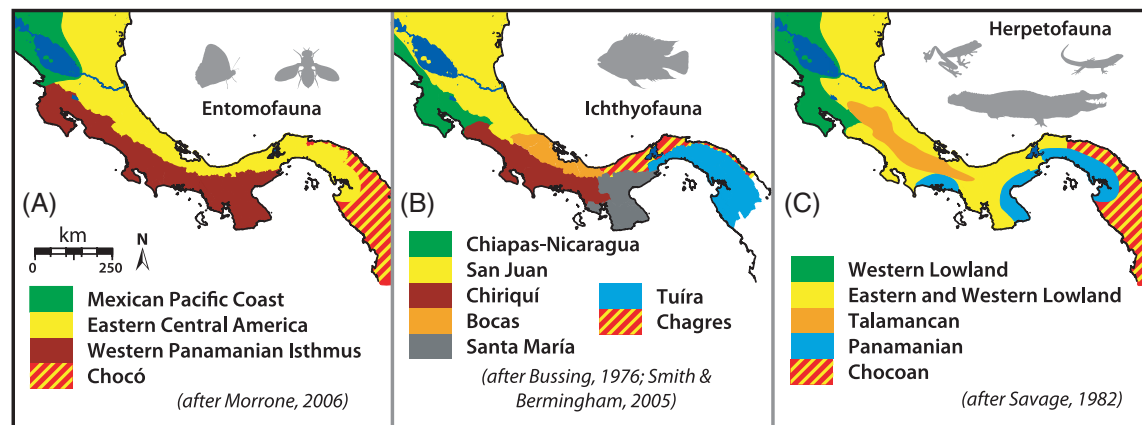 Entomofauna
(A)
km
N
0 250
Mexican Pacific Coast
Eastern Central America
Western Panamanian Isthmus
Chocó
(after Morrone, 2006)
Ichthyofauna
(B)
Chiapas-Nicaragua
San Juan
Chiriquí
Bocas
Santa María
Tuíra
Chagres
(after Bussing, 1976; Smith &
Bermingham, 2005)
Herpetofauna
(C)
Western Lowland
Eastern and Western Lowland
Talamancan
Panamanian
Chocoan
(after Savage, 1982)